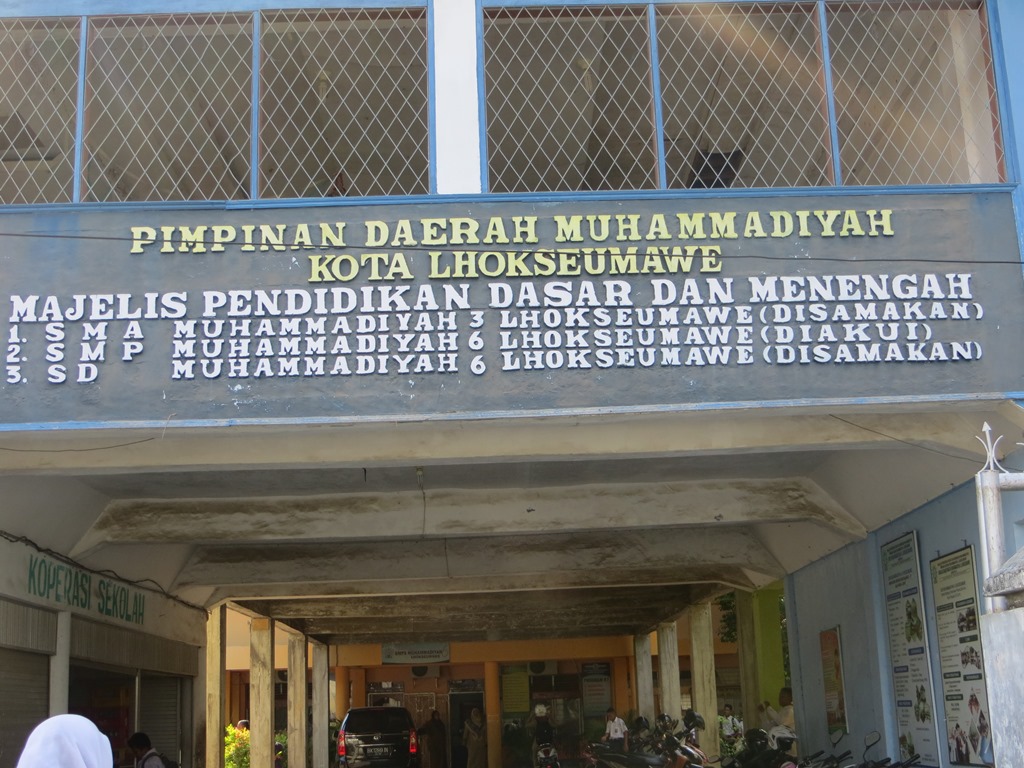 PIMPINAN DAERAH MUHAMMADIYAH
KOTA LHOKSEUMAWE
MAJELIS PENDIDIKAN DASAR DAN MENENGAH
1. SMA MUHAMMADIYAH 3 LHOKSEUMAWE (DISAMAKAN)
2. SMP MUHAMMADIYAH 6 LHOKSEUMAWE (DIAKUI)
3. SD MUHAMMADIYAH 6 LHOKSEUMAWE (DISAMAKAN)
KOPERASI SEKOLAH